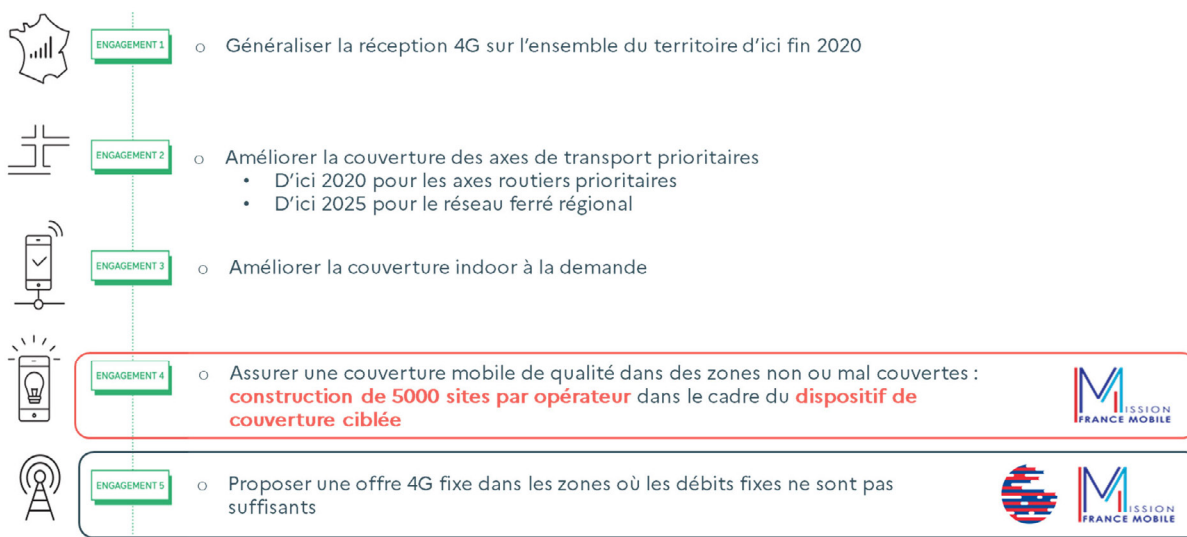 ENGAGEMENT 1
o Généraliser la réception 4G sur l'ensemble du territoire d'ici fin 2020
ENGAGEMENT 2
o Améliorer la couverture des axes de transport prioritaires
• D'ici 2020 pour les axes routiers prioritaires
• D'ici 2025 pour le réseau ferré régional
ENGAGEMENT 3
o Améliorer la couverture indoor à la demande
ENGAGEMENT 4
o Assurer une couverture mobile de qualité dans des zones non ou mal couvertes :
construction de 5000 sites par opérateur dans le cadre du dispositif de
couverture ciblée
MISSION
FRANCE MOBILE
ENGAGEMENT 5
o Proposer une offre 4G fixe dans les zones où les débits fixes ne sont pas
suffisants
MISSION
FRANCE MOBILE